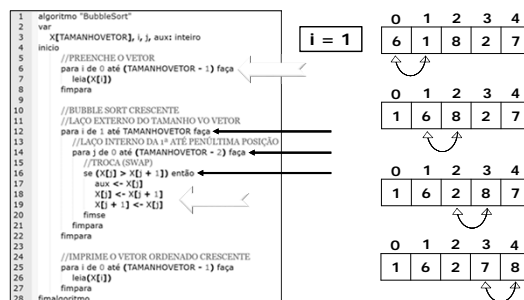 1 algoritmo "BubbleSort"
2 var
3 X[TAMANHOVETOR], i, j, aux: inteiro
4 inicio
5 //PREENCHE O VETOR
6 para i de 0 até (TAMANHOVETOR - 1) faça
7 leia(X[i])
8 fimpara
9
10 //BUBBLE SORT CRESCENTE
11 //LAÇO EXTERNO DO TAMANHO VO VETOR
12 para i de 1 até TAMANHOVETOR faça
13 //LAÇO INTERNO DA 1ª ATÉ PENÚLTIMA POSIÇÃO
14 para j de 0 até (TAMANHOVETOR - 2) faça
15 //TROCA (SWAP)
16 se (X[j] > X[j + 1]) então
17 aux <- X[j]
18 X[j] <- X[j + 1]
19 X[j + 1] <- X[j]
20 fimse
21 fimpara
22 fimpara
23
24 //IMPRIME O VETOR ORDENADO CRESCENTE
25 para i de 0 até (TAMANHOVETOR - 1) faça
26 leia(X[i])
27 fimpara
28 fimalgoritmo
i = 1
0 1 2 3 4
6 1 8 2 7
0 1 2 3 4
1 6 8 2 7
0 1 2 3 4
1 6 2 8 7
0 1 2 3 4
1 6 2 7 8